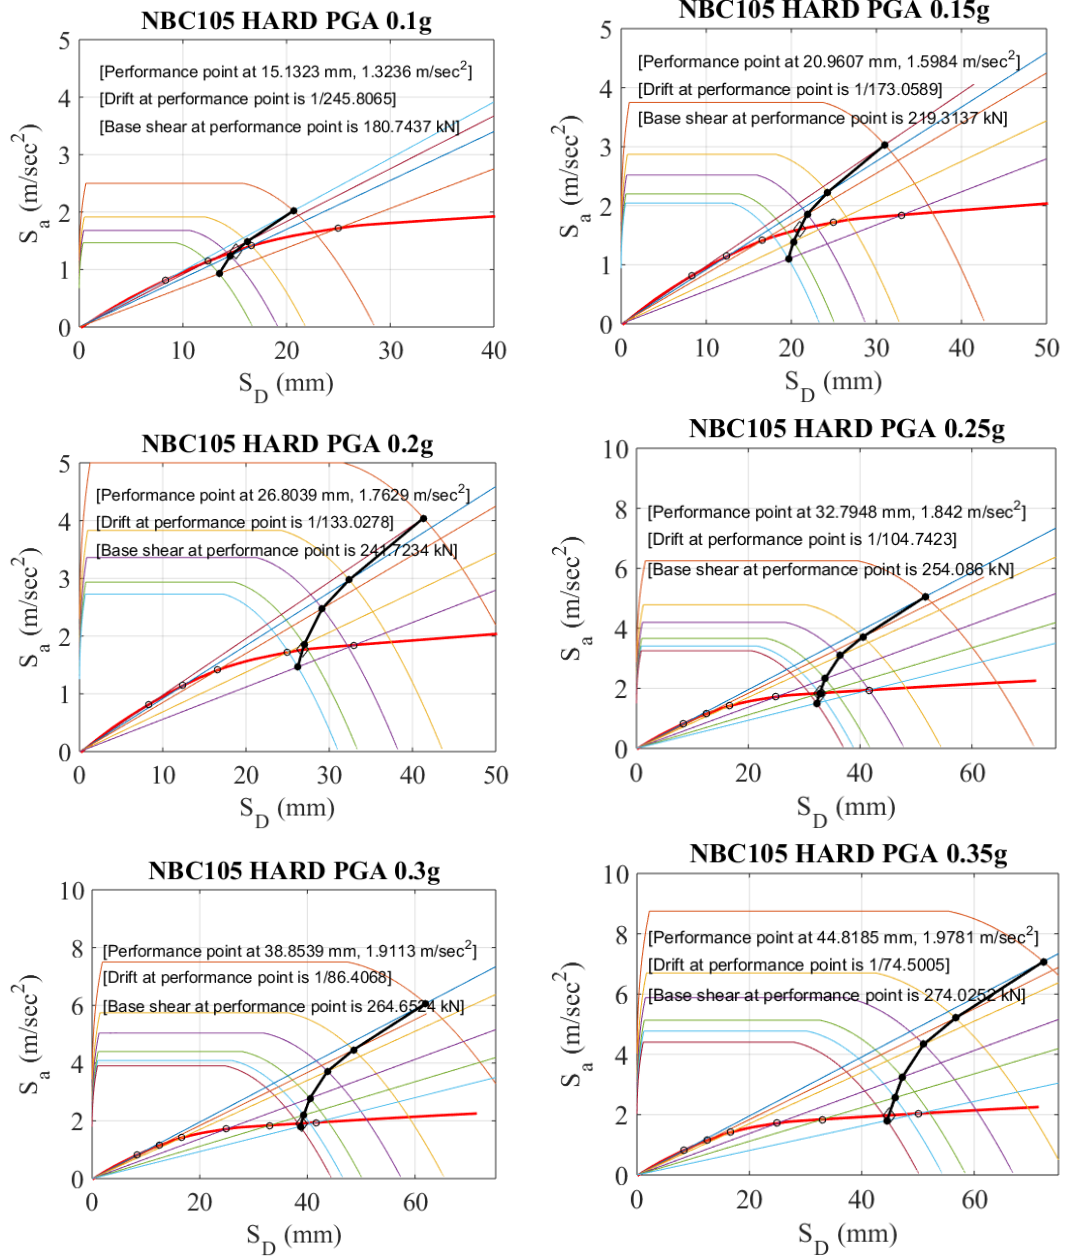 NBC105 HARD PGA 0.1g
[Performance point at 15.1323 mm, 1.3236 m/sec2]
[Drift at performance point is 1/245.8065]
[Base shear at performance point is 180.7437 kN]
5
4
3
2
1
0
Sa (m/sec2)
0 10 20 30 40
SD (mm)
NBC105 HARD PGA 0.15g
[Performance point at 20.9607 mm, 1.5984 m/sec2]
[Drift at performance point is 1/173.0589]
[Base shear at performance point is 219.3137 kN]
5
4
3
2
1
0
Sa (m/sec2)
0 10 20 30 40 50
SD (mm)
NBC105 HARD PGA 0.2g
[Performance point at 26.8039 mm, 1.7629 m/sec2]
[Drift at performance point is 1/133.0278]
[Base shear at performance point is 241.7234 kN]
5
4
3
2
1
0
Sa (m/sec2)
0 10 20 30 40 50
SD (mm)
NBC105 HARD PGA 0.25g
[Performance point at 32.7948 mm, 1.842 m/sec2]
[Drift at performance point is 1/104.7423]
[Base shear at performance point is 254.086 kN]
10
8
6
4
2
0
Sa (m/sec2)
0 20 40 60
SD (mm)
NBC105 HARD PGA 0.3g
[Performance point at 38.8539 mm, 1.9113 m/sec2]
[Drift at performance point is 1/86.4068]
[Base shear at performance point is 264.6524 kN]
10
8
6
4
2
0
Sa (m/sec2)
0 20 40 60
SD (mm)
NBC105 HARD PGA 0.35g
[Performance point at 44.8185 mm, 1.9781 m/sec2]
[Drift at performance point is 1/74.5005]
[Base shear at performance point is 274.0252 kN]
10
8
6
4
2
0
Sa (m/sec2)
0 20 40 60
SD (mm)